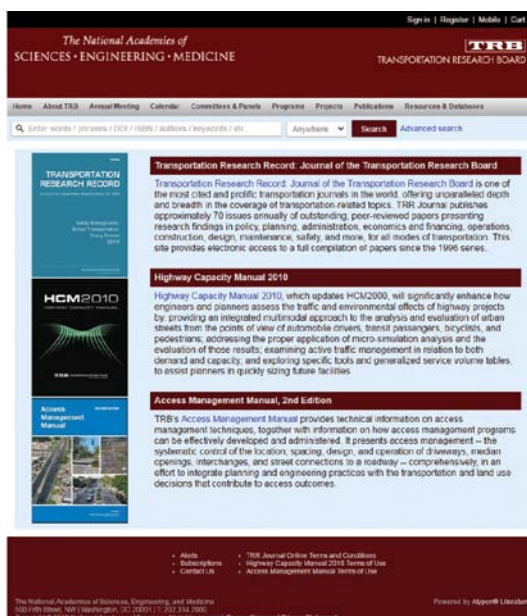 Sign in | Register | Mobile | Cart
The National Academies of
SCIENCES • ENGINEERING • MEDICINE
TRB
TRANSPORTATION RESEARCH BOARD
Home About TRB Annual Meeting Calendar Committees & Panels Programs Projects Publications Resources & Databases
Enter words / phrases / DOI / ISBN / authors / keywords / etc. Anywhere Search Advanced search
TRANSPORTATION
RESEARCH RECORD
Transportation Research Record: Journal of the Transportation Research Board
Transportation Research Record: Journal of the Transportation Research Board is one of
the most cited and prolific transportation journals in the world, offering unparalleled depth
and breadth in the coverage of transportation-related topics. TRR Journal publishes
approximately 70 issues annually of outstanding, peer-reviewed papers presenting
research findings in policy, planning, administration, economics and financing, operations,
construction, design, maintenance, safety, and more, for all modes of transportation. This
site provides electronic access to a full compilation of papers since the 1996 series.
HCM2010
HIGHWAY CAPACITY MANUAL
Highway Capacity Manual 2010
Highway Capacity Manual 2010, which updates HCM2000, will significantly enhance how
engineers and planners assess the traffic and environmental effects of highway projects
by: providing an integrated multimodal approach to the analysis and evaluation of urban
streets from the points of view of automobile drivers, transit passengers, bicyclists, and
pedestrians; addressing the proper application of micro-simulation analysis and the
evaluation of those results; examining active traffic management in relation to both
demand and capacity; and exploring specific tools and generalized service volume tables,
to assist planners in quickly sizing future facilities.
Access
Management
Manual
Access Management Manual, 2nd Edition
TRB's Access Management Manual provides technical information on access
management techniques, together with information on how access management programs
can be effectively developed and administered. It presents access management -- the
systematic control of the location, spacing, design, and operation of driveways, median
openings, interchanges, and street connections to a roadway -- comprehensively, in an
effort to integrate planning and engineering practices with the transportation and land use
decisions that contribute to access outcomes.
• Alerts
• Subscriptions
• Contact Us
• TRR Journal Online Terms and Conditions
• Highway Capacity Manual 2010 Terms of Use
• Access Management Manual Terms of Use
The National Academies of Sciences, Engineering, and Medicine
500 Fifth Street, NW | Washington, DC 20001 | T: 202.334.2000
Powered by Atypon® Literatum